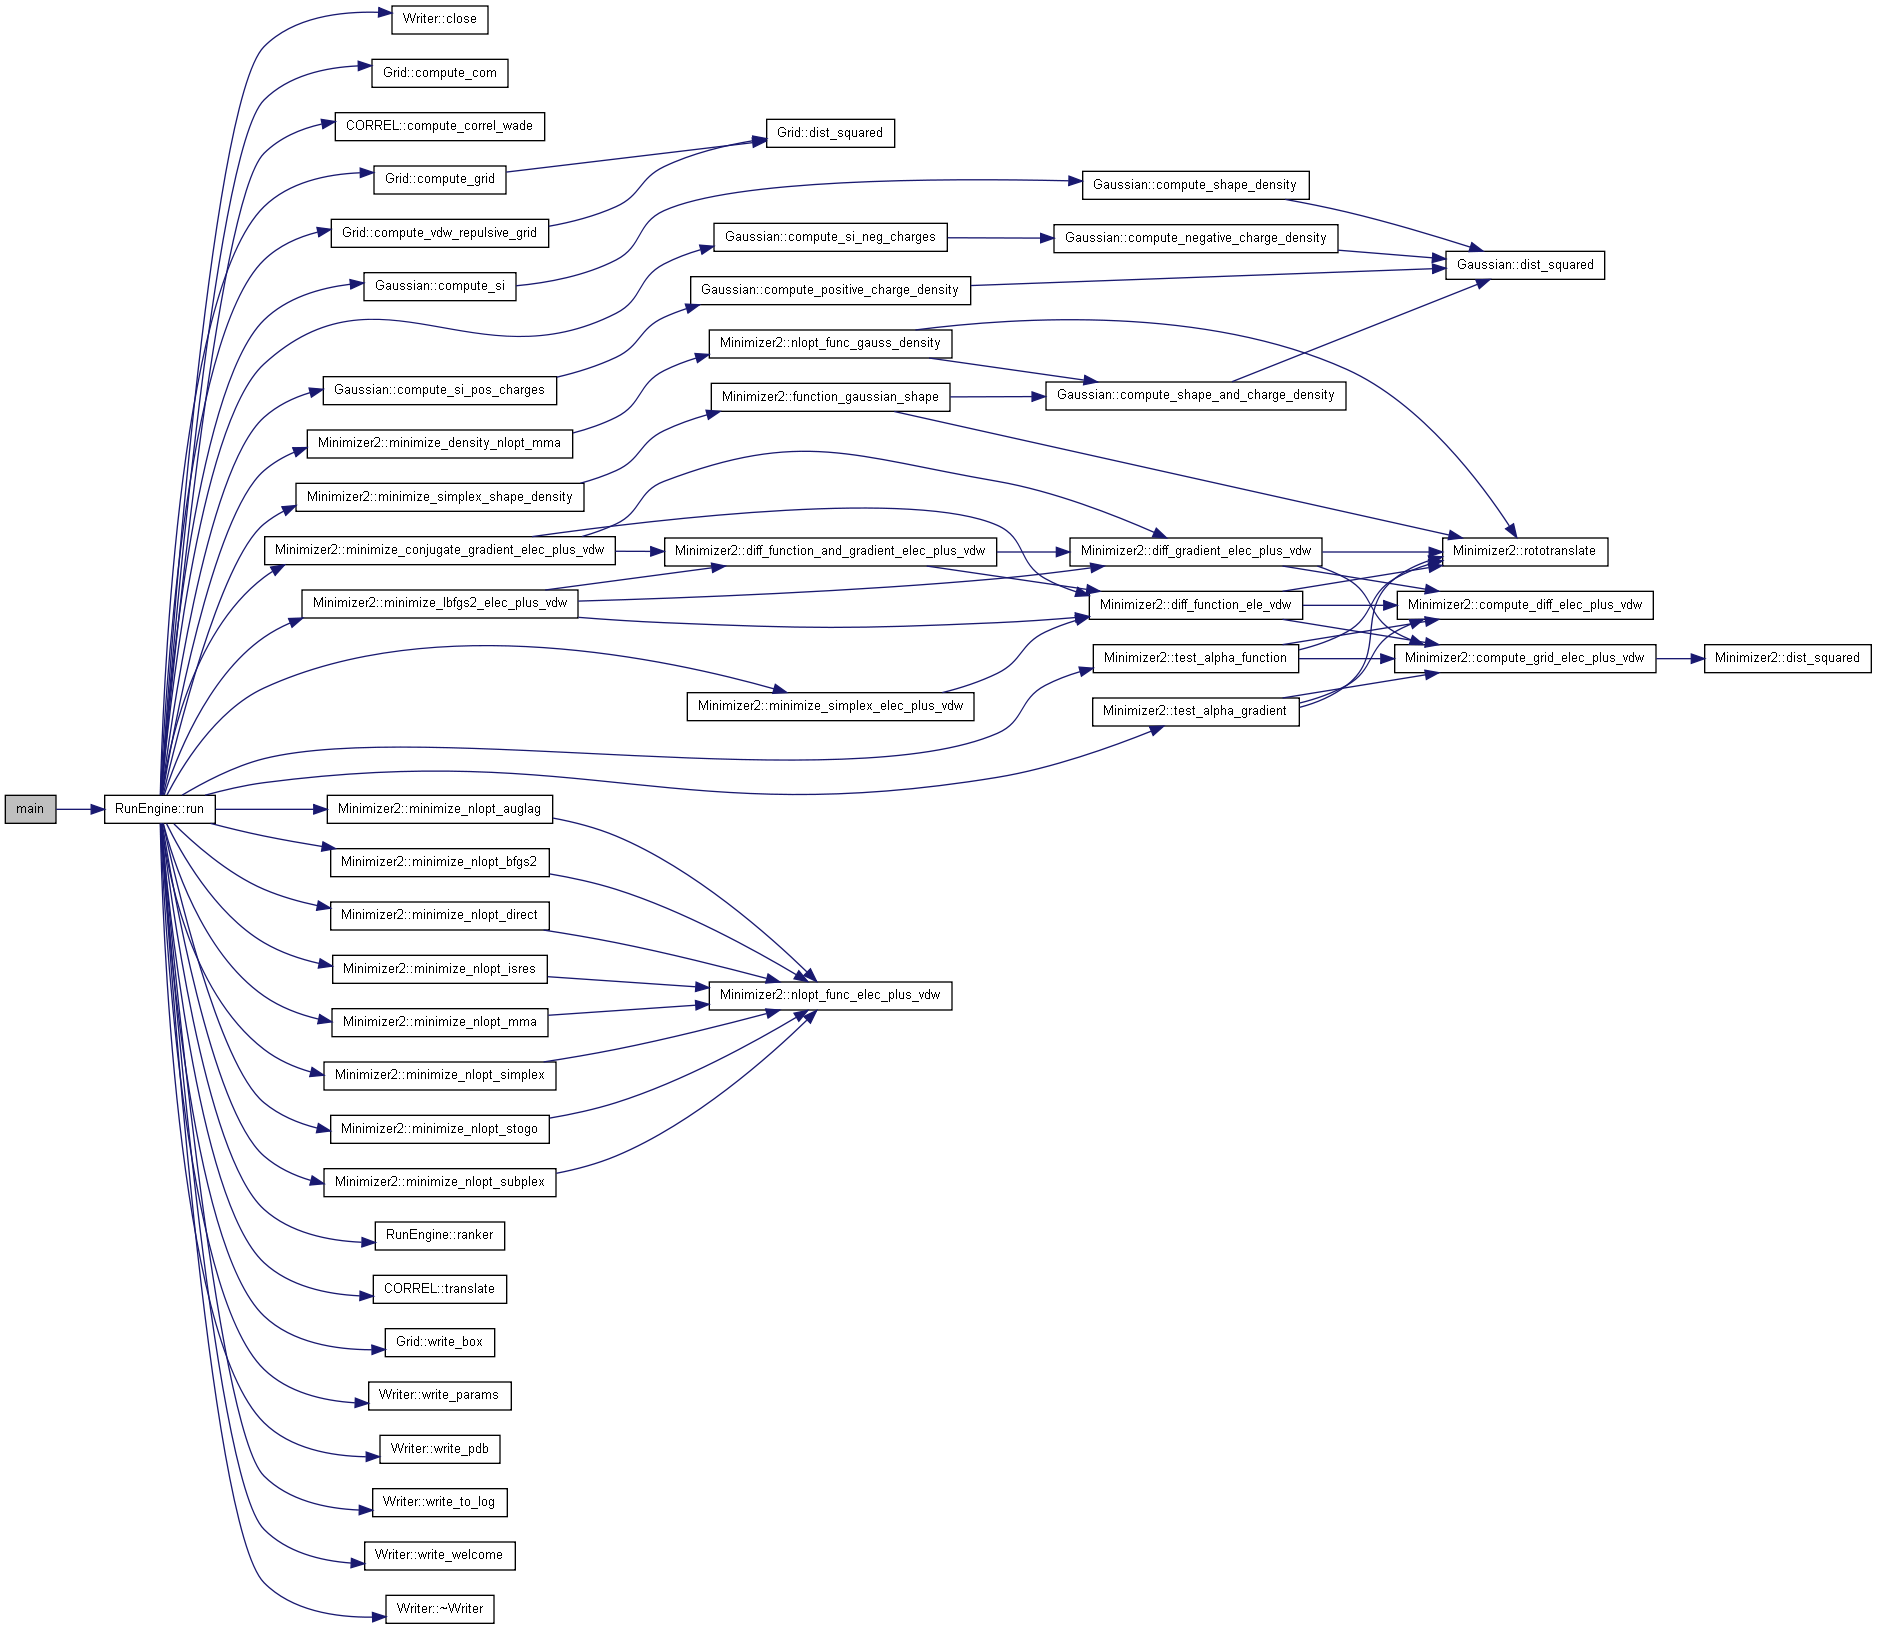 Writer::close
Grid::compute_com
CORREL::compute_correl_wade
Grid::dist_squared
Grid::compute_grid
Gaussian::compute_shape_density
Grid::compute_vdw_repulsive_grid
Gaussian::compute_si_neg_charges
Gaussian::compute_negative_charge_density
Gaussian::dist_squared
Gaussian::compute_si
Gaussian::compute_positive_charge_density
Minimizer2::nlopt_func_gauss_density
Gaussian::compute_si_pos_charges
Minimizer2::function_gaussian_shape
Gaussian::compute_shape_and_charge_density
Minimizer2::minimize_density_nlopt_mma
Minimizer2::minimize_simplex_shape_density
Minimizer2::minimize_conjugate_gradient_elec_plus_vdw
Minimizer2::diff_function_and_gradient_elec_plus_vdw
Minimizer2::diff_gradient_elec_plus_vdw
Minimizer2::rototranslate
Minimizer2::minimize_lbfgs2_elec_plus_vdw
Minimizer2::diff_function_ele_vdw
Minimizer2::compute_diff_elec_plus_vdw
Minimizer2::test_alpha_function
Minimizer2::compute_grid_elec_plus_vdw
Minimizer2::dist_squared
Minimizer2::minimize_simplex_elec_plus_vdw
Minimizer2::test_alpha_gradient
main
RunEngine::run
Minimizer2::minimize_nlopt_auglag
Minimizer2::minimize_nlopt_bfgs2
Minimizer2::minimize_nlopt_direct
Minimizer2::minimize_nlopt_isres
Minimizer2::nlopt_func_elec_plus_vdw
Minimizer2::minimize_nlopt_mma
Minimizer2::minimize_nlopt_simplex
Minimizer2::minimize_nlopt_stogo
Minimizer2::minimize_nlopt_subplex
RunEngine::ranker
CORREL::translate
Grid::write_box
Writer::write_params
Writer::write_pdb
Writer::write_to_log
Writer::write_welcome
Writer::~Writer